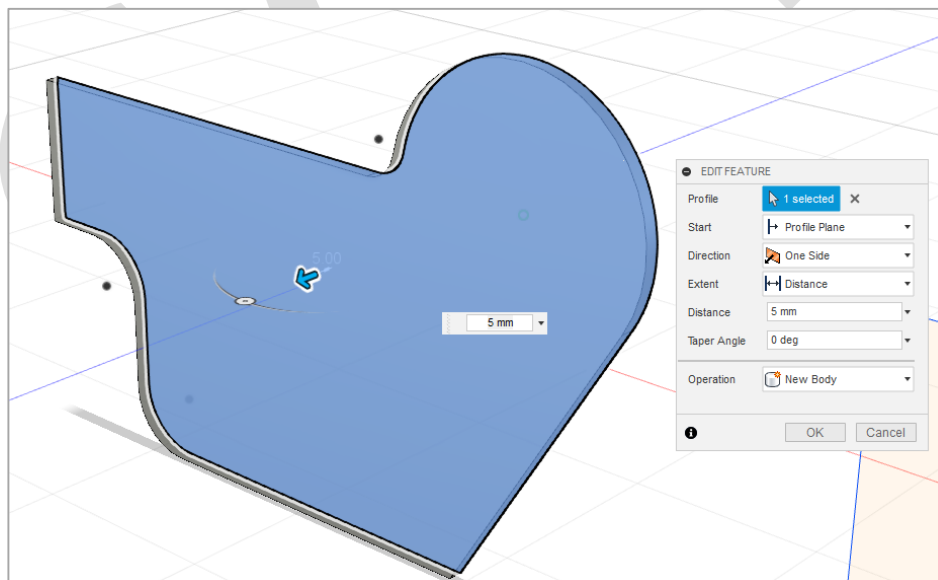 EDIT FEATURE
Profile 1 selected
Start Profile Plane
Direction One Side
Extent Distance
Distance 5 mm
Taper Angle 0 deg
Operation New Body
OK Cancel
5.00
5 mm